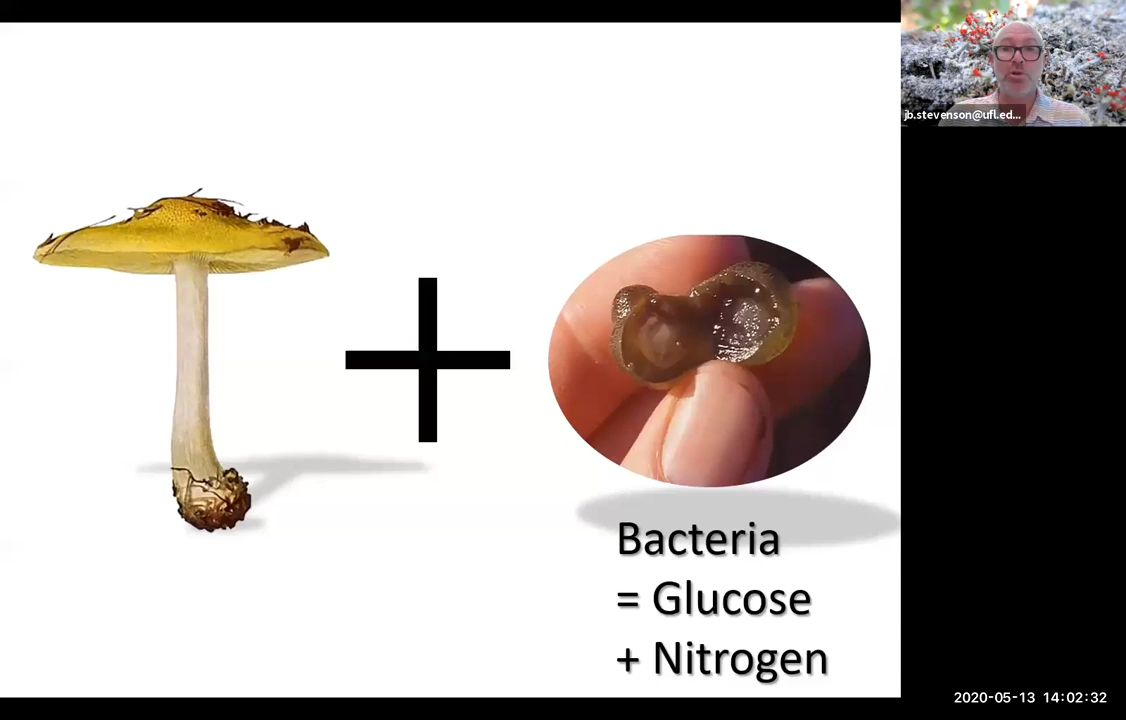 jb.stevenson@ufl.ed...
Bacteria
= Glucose
+ Nitrogen
2020-05-13 14:02:32